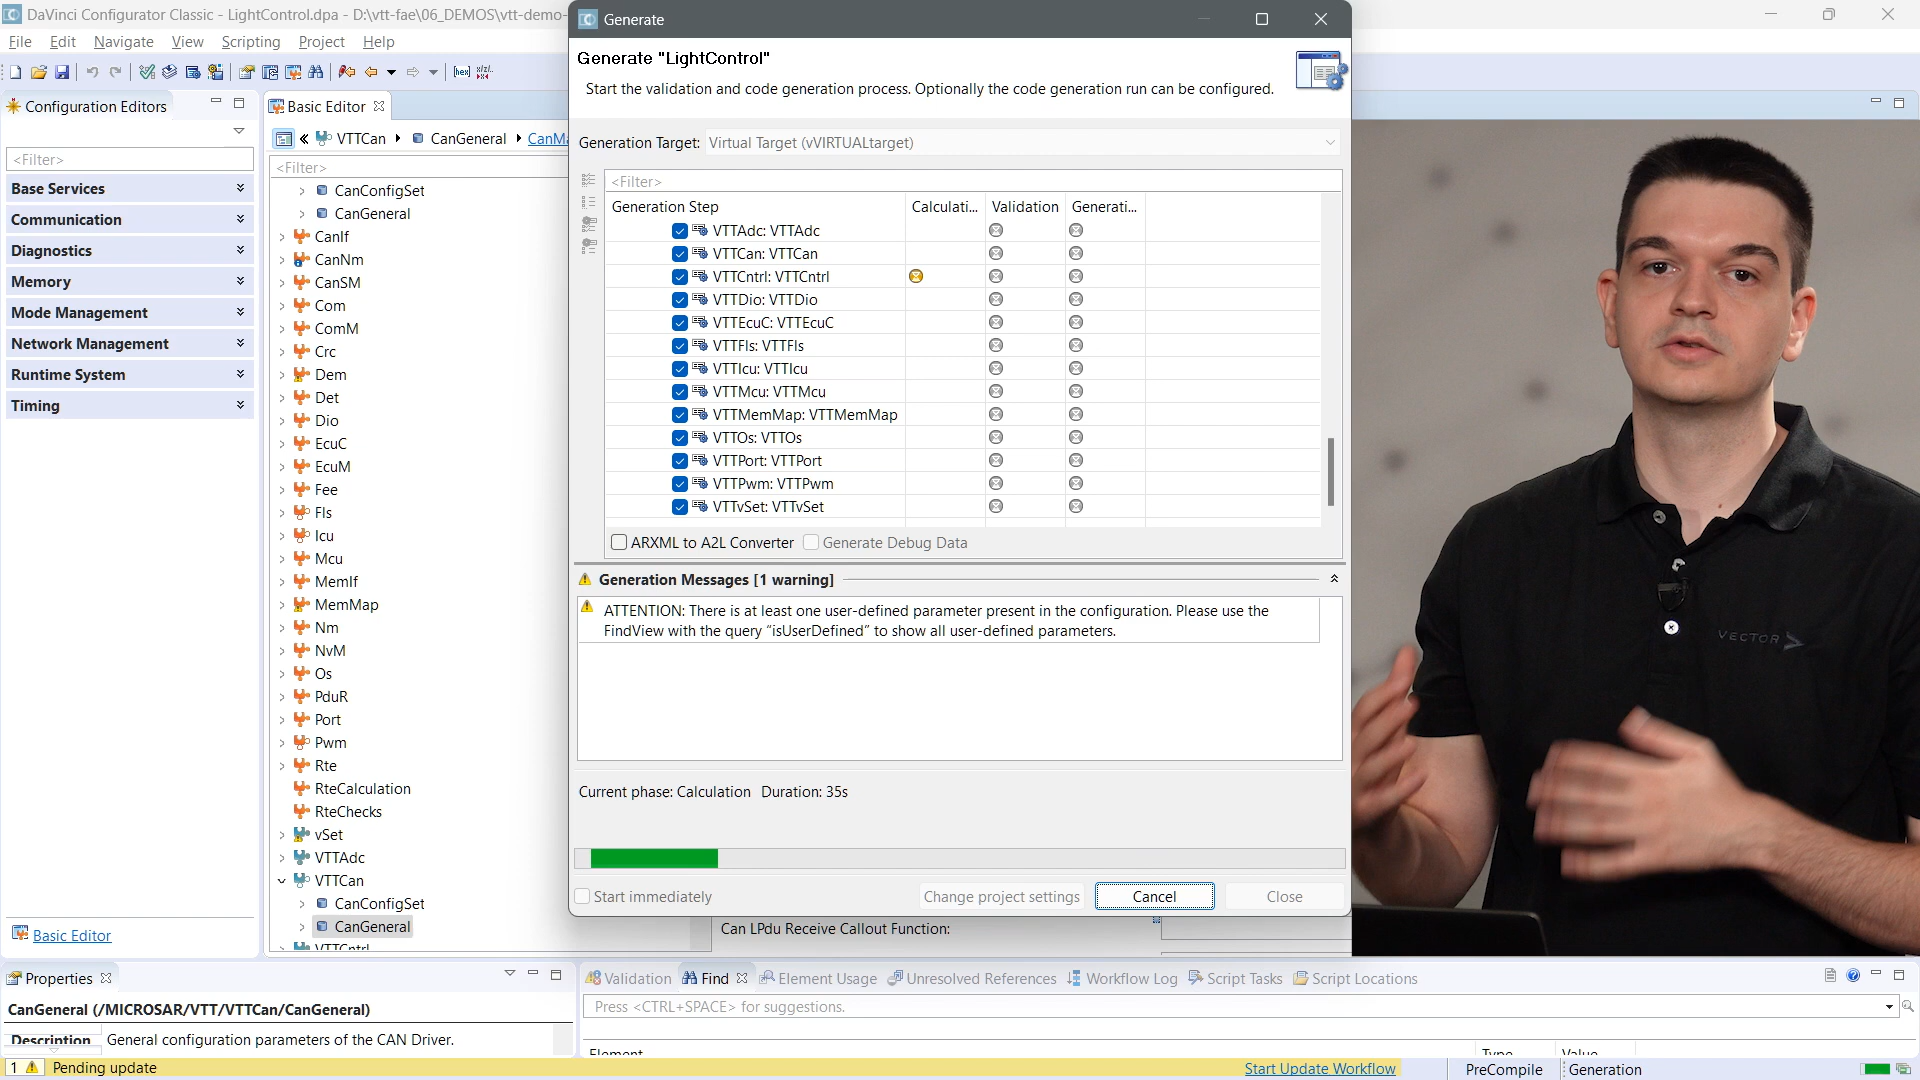 DaVinci Configurator Classic - LightControl.dpa - D:\vtt-fae\06_DEMOS\vtt-demo-
File Edit Navigate View Scripting Project Help
Configuration Editors
<Filter>
Base Services
Communication
Diagnostics
Memory
Mode Management
Network Management
Runtime System
Timing
Basic Editor
Basic Editor
« VTTCan CanGeneral CanMa
<Filter>
CanConfigSet
CanGeneral
CanIf
CanNm
CanSM
Com
ComM
Crc
Dem
Det
Dio
EcuC
EcuM
Fee
Fls
Icu
Mcu
MemIf
MemMap
Nm
NvM
Os
PduR
Port
Pwm
Rte
RteCalculation
RteChecks
vSet
VTTAdc
VTTCan
CanConfigSet
CanGeneral
VTTCntrl
Generate
Generate "LightControl"
Start the validation and code generation process. Optionally the code generation run can be configured.
Generation Target: Virtual Target (vVIRTUALtarget)
<Filter>
Generation Step Calculati... Validation Generati...
VTTAdc: VTTAdc
VTTCan: VTTCan
VTTCntrl: VTTCntrl
VTTDio: VTTDio
VTTEcuC: VTTEcuC
VTTFls: VTTFls
VTTIcu: VTTIcu
VTTMcu: VTTMcu
VTTMemMap: VTTMemMap
VTTOs: VTTOs
VTTPort: VTTPort
VTTPwm: VTTPwm
VTTvSet: VTTvSet
ARXML to A2L Converter Generate Debug Data
Generation Messages [1 warning]
ATTENTION: There is at least one user-defined parameter present in the configuration. Please use the
FindView with the query "isUserDefined" to show all user-defined parameters.
Current phase: Calculation Duration: 35s
Start immediately Change project settings Cancel Close
Can LPdu Receive Callout Function:
VECTOR
Properties
CanGeneral (/MICROSAR/VTT/VTTCan/CanGeneral)
Description General configuration parameters of the CAN Driver.
Validation Find Element Usage Unresolved References Workflow Log Script Tasks Script Locations
Press <CTRL+SPACE> for suggestions.
Element Type Value
1 Pending update Start Update Workflow PreCompile Generation